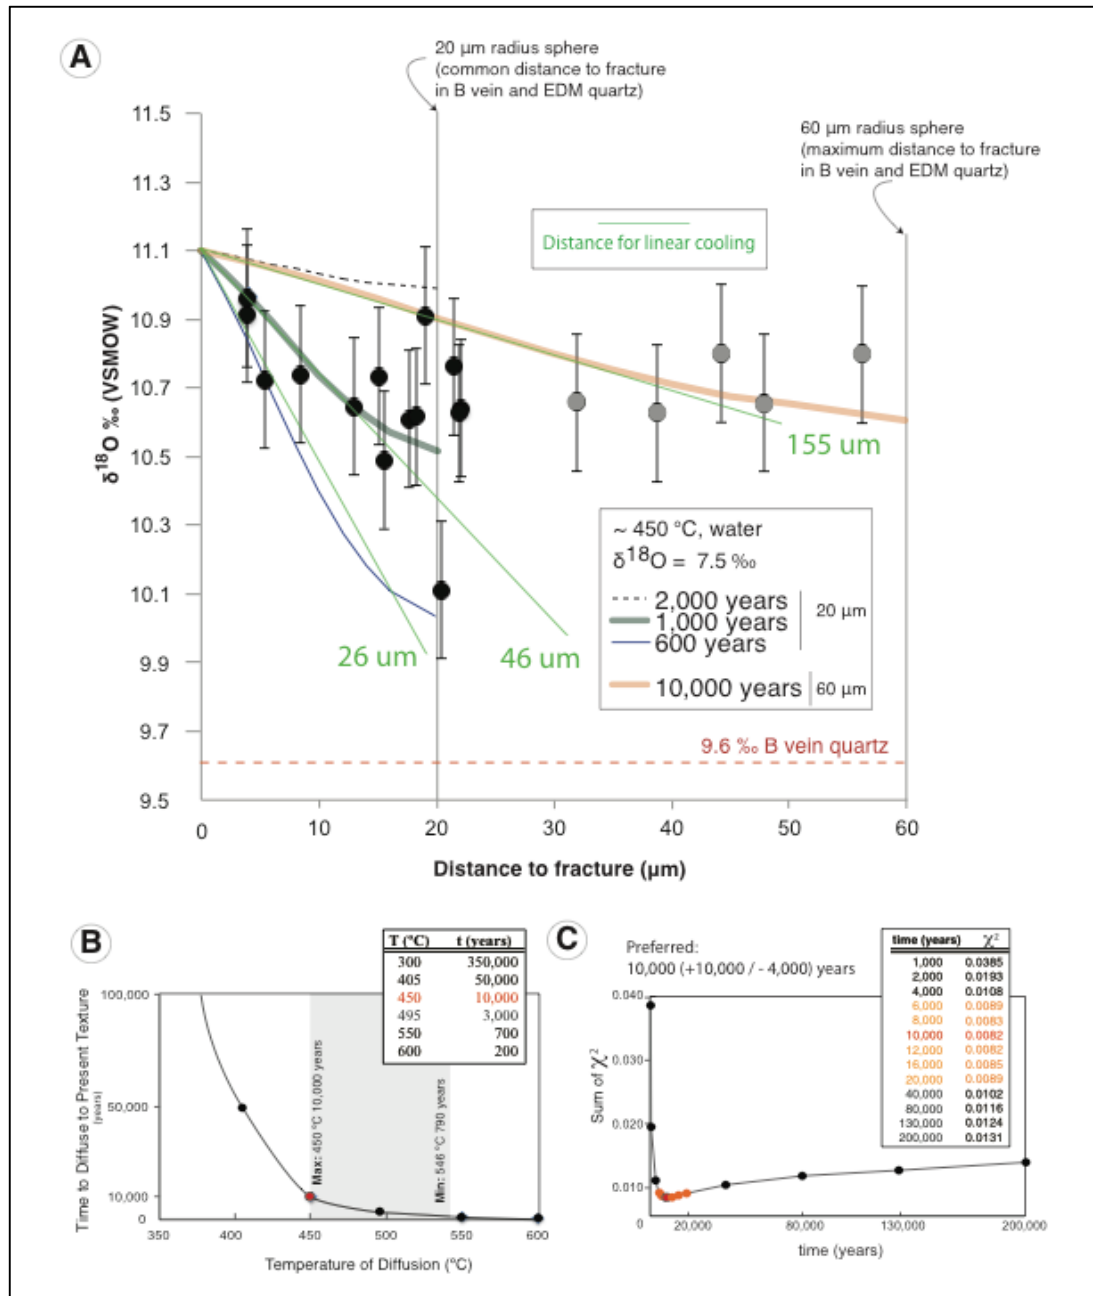 A
20 µm radius sphere
(common distance to fracture
in B vein and EDM quartz)
60 µm radius sphere
(maximum distance to fracture
in B vein and EDM quartz)
11.5
11.3
11.1
10.9
10.7
10.5
10.3
10.1
9.9
9.7
9.5
δ18O ‰ (VSMOW)
Distance for linear cooling
155 um
26 um
46 um
~ 450 °C, water
δ18O = 7.5 ‰
2,000 years
1,000 years
600 years
20 µm
10,000 years
60 µm
9.6 ‰ B vein quartz
0
10
20
30
40
50
60
Distance to fracture (µm)
B
T (°C) t (years)
300 350,000
405 50,000
450 10,000
495 3,000
550 700
600 200
100,000
50,000
10,000
0
Time to Diffuse to Present Texture
(years)
Max: 450 °C 10,000 years
Min: 546 °C 790 years
350
400
450
500
550
600
Temperature of Diffusion (°C)
C
Preferred:
10,000 (+10,000 / - 4,000) years
time (years) χ2
1,000 0.0385
2,000 0.0193
4,000 0.0108
6,000 0.0089
8,000 0.0083
10,000 0.0082
12,000 0.0082
16,000 0.0085
20,000 0.0089
40,000 0.0102
80,000 0.0116
130,000 0.0124
200,000 0.0131
0.040
0.030
0.020
0.010
0
Sum of χ2
20,000
80,000
130,000
200,000
time (years)